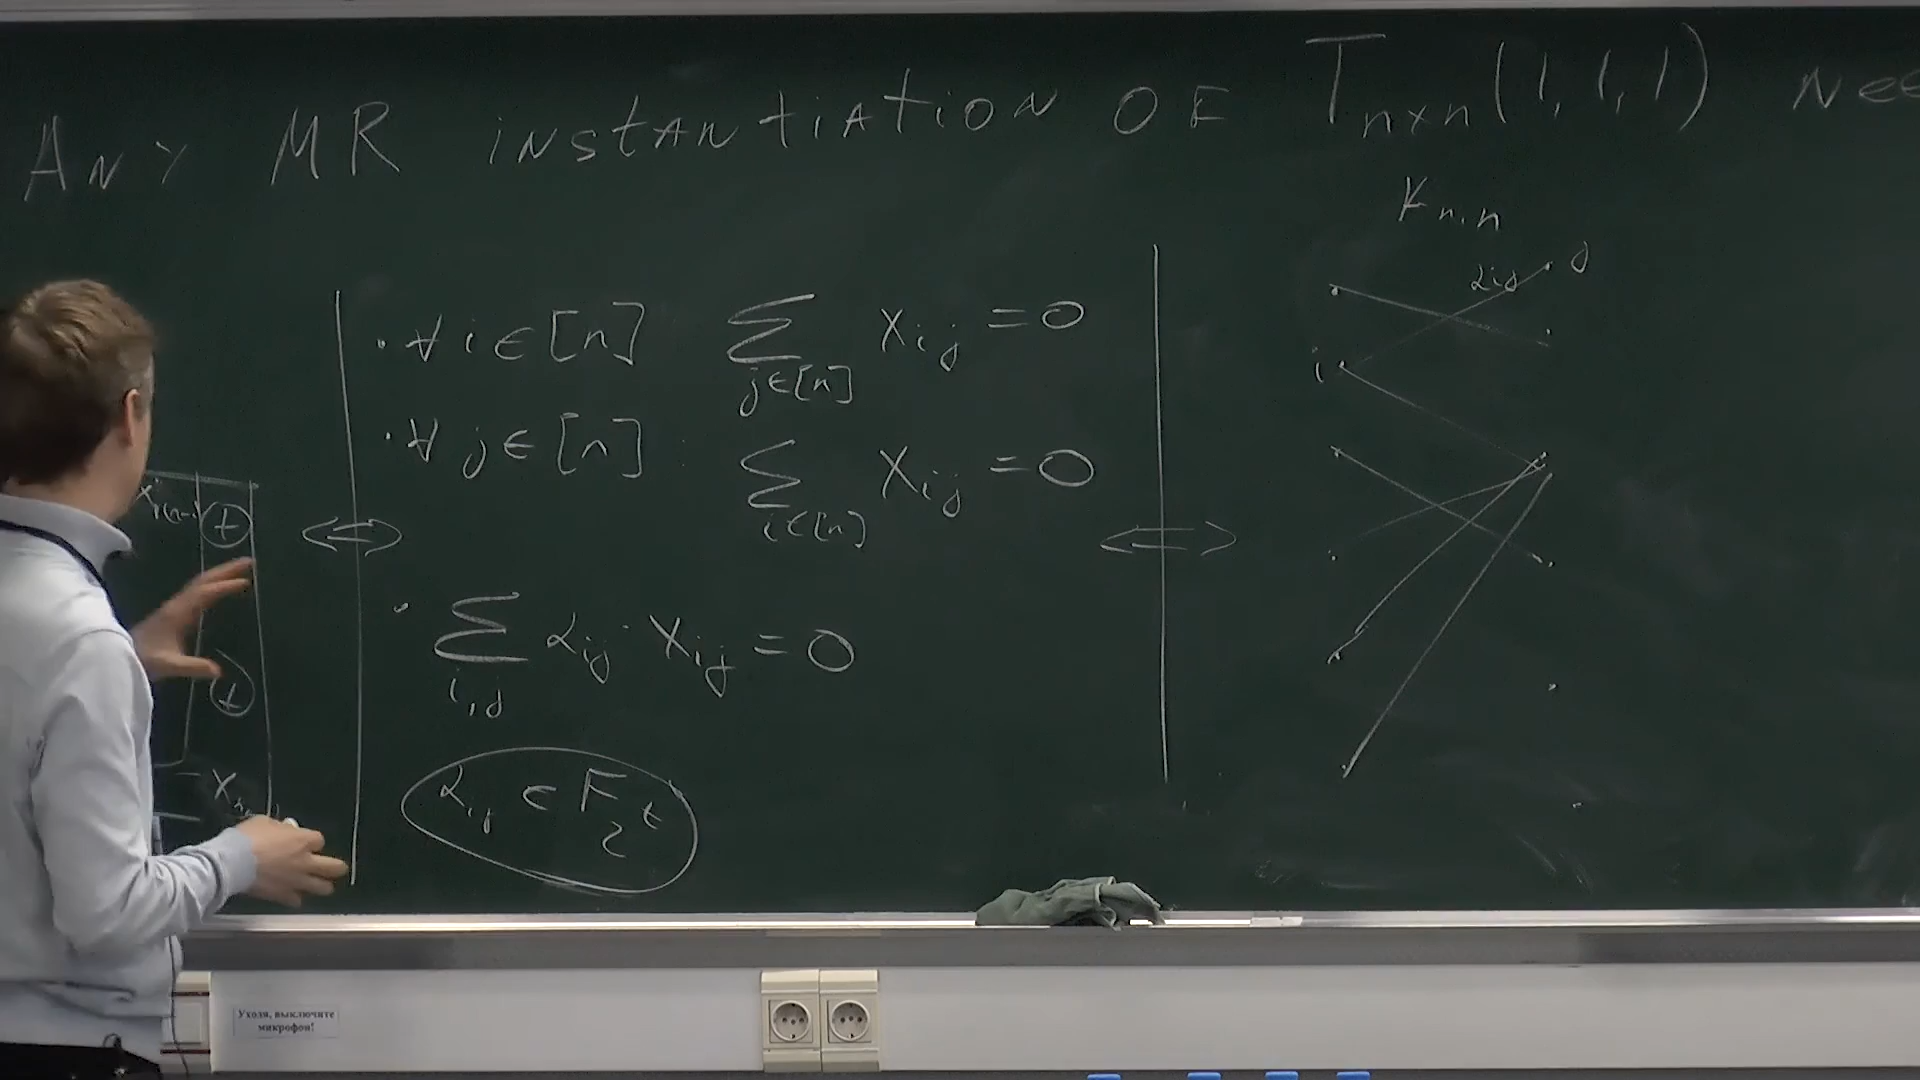 Any MR instantiation of T_{n×n}(1,1,1) nee
K_{n,n}
· ∀ i ∈ [n] Σ_{j∈[n]} x_{ij} = 0
· ∀ j ∈ [n] : Σ_{i∈[n]} x_{ij} = 0
· Σ_{i,j} α_{ij} · x_{ij} = 0
α_{ij} ∈ F_{2^t}
+
+
α_{ij} j
i
Уходя, выключите
микрофон!